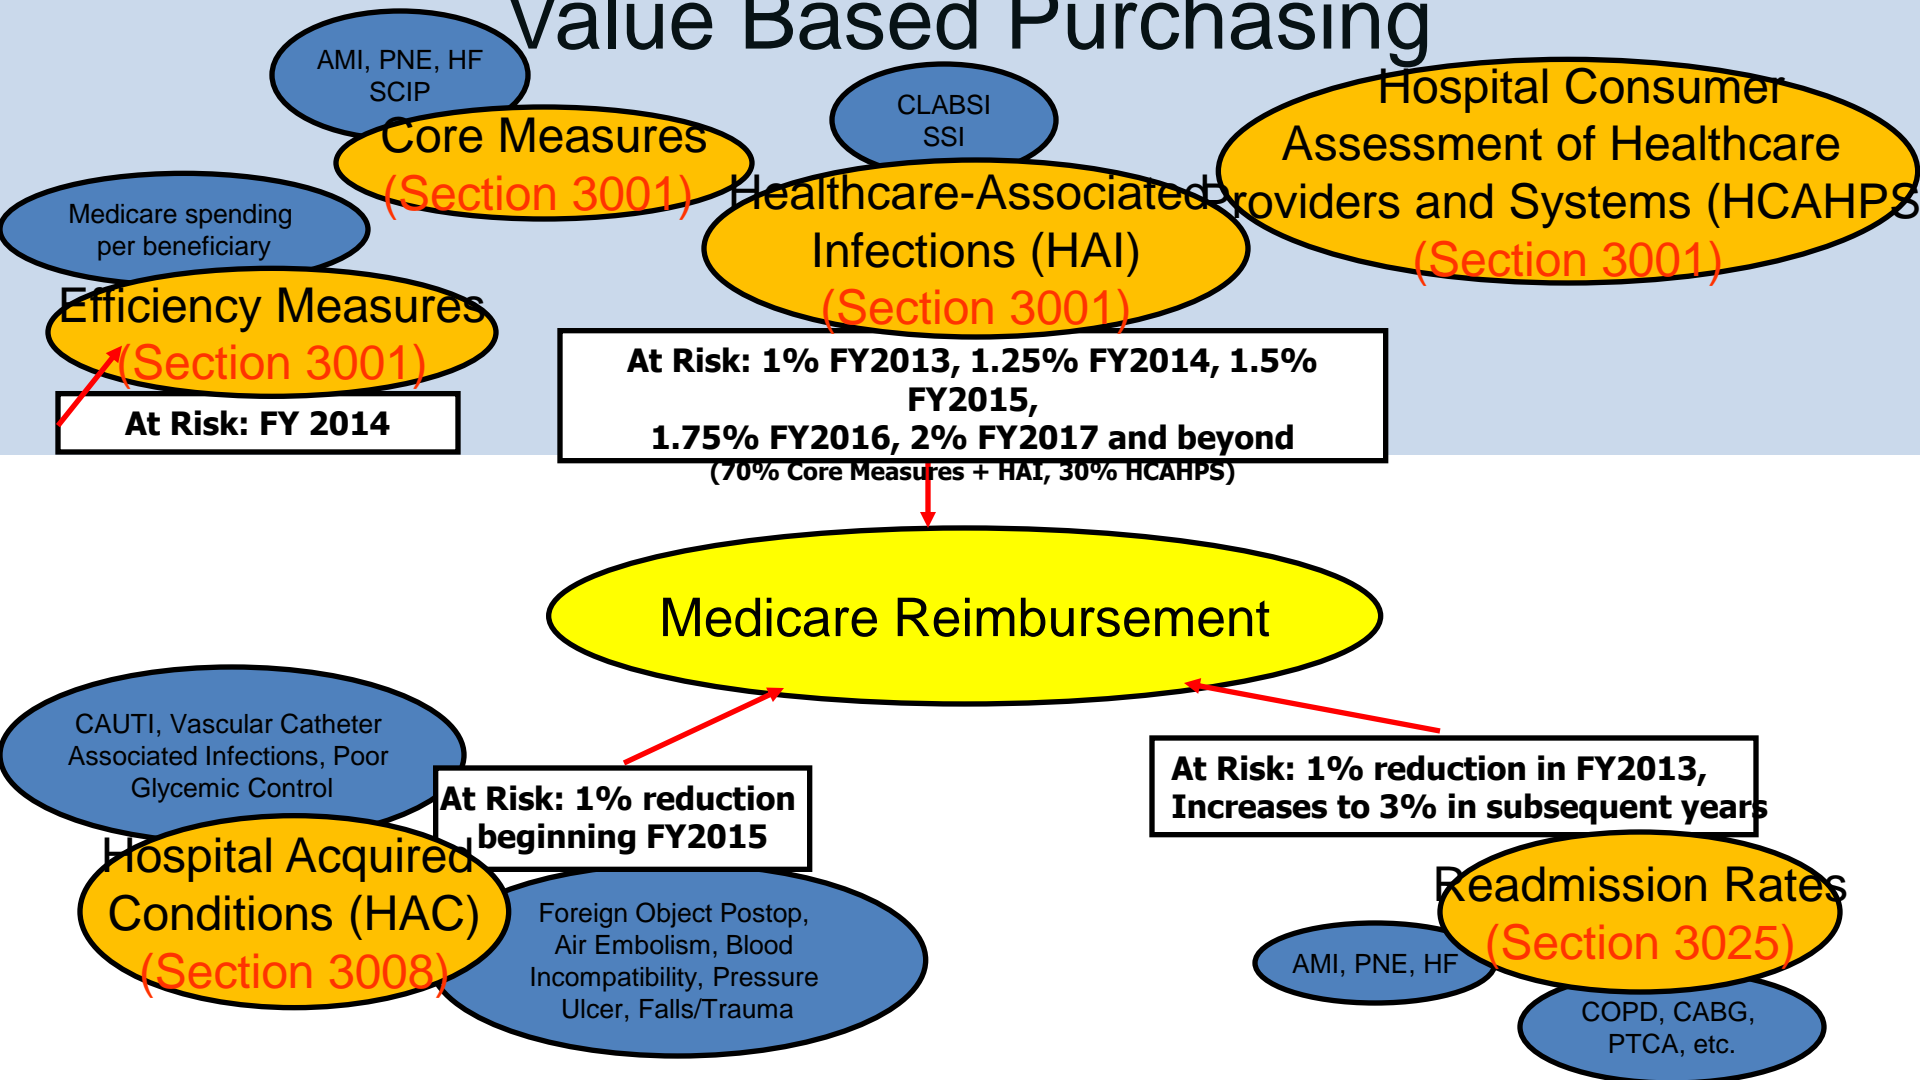 Value Based Purchasing
AMI, PNE, HF
SCIP
Core Measures
(Section 3001)
CLABSI
SSI
Healthcare-Associated
Infections (HAI)
(Section 3001)
Hospital Consumer
Assessment of Healthcare
Providers and Systems (HCAHPS
(Section 3001)
Medicare spending
per beneficiary
Efficiency Measures
(Section 3001)
At Risk: FY 2014
At Risk: 1% FY2013, 1.25% FY2014, 1.5%
FY2015,
1.75% FY2016, 2% FY2017 and beyond
(70% Core Measures + HAI, 30% HCAHPS)
Medicare Reimbursement
CAUTI, Vascular Catheter
Associated Infections, Poor
Glycemic Control
At Risk: 1% reduction
beginning FY2015
Hospital Acquired
Conditions (HAC)
(Section 3008)
Foreign Object Postop,
Air Embolism, Blood
Incompatibility, Pressure
Ulcer, Falls/Trauma
At Risk: 1% reduction in FY2013,
Increases to 3% in subsequent years
Readmission Rates
(Section 3025)
AMI, PNE, HF
COPD, CABG,
PTCA, etc.